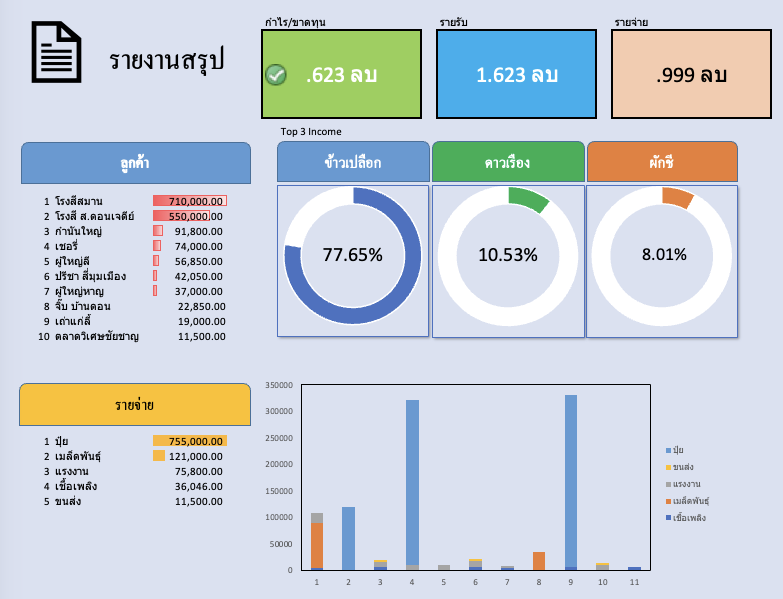 รายงานสรุป
กำไร/ขาดทุน
.623 ลบ
รายรับ
1.623 ลบ
รายจ่าย
.999 ลบ
ลูกค้า
1 โรงสีสมาน 710,000.00
2 โรงสี ส.ดอนเจดีย์ 550,000.00
3 กำนันใหญ่ 91,800.00
4 เชอรี่ 74,000.00
5 ผู้ใหญ่ลี 56,850.00
6 ปรีชา สี่มุมเมือง 42,050.00
7 ผู้ใหญ่หาญ 37,000.00
8 จิ๊บ บ้านดอน 22,850.00
9 เถ่าแก่ลี้ 19,000.00
10 ตลาดวิเศษชัยชาญ 11,500.00
Top 3 Income
ข้าวเปลือก
77.65%
ดาวเรือง
10.53%
ผักชี
8.01%
รายจ่าย
1 ปุ๋ย 755,000.00
2 เมล็ดพันธุ์ 121,000.00
3 แรงงาน 75,800.00
4 เชื้อเพลิง 36,046.00
5 ขนส่ง 11,500.00
350000
300000
250000
200000
150000
100000
50000
0
1 2 3 4 5 6 7 8 9 10 11
ปุ๋ย
ขนส่ง
แรงงาน
เมล็ดพันธุ์
เชื้อเพลิง